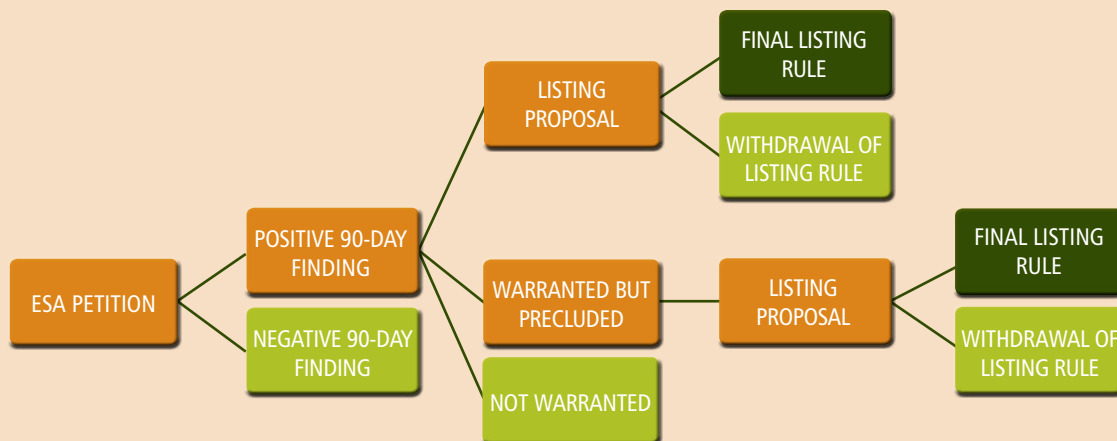 ESA PETITION
POSITIVE 90-DAY
FINDING
NEGATIVE 90-DAY
FINDING
LISTING
PROPOSAL
WARRANTED BUT
PRECLUDED
NOT WARRANTED
FINAL LISTING
RULE
WITHDRAWAL OF
LISTING RULE
LISTING
PROPOSAL
FINAL LISTING
RULE
WITHDRAWAL OF
LISTING RULE